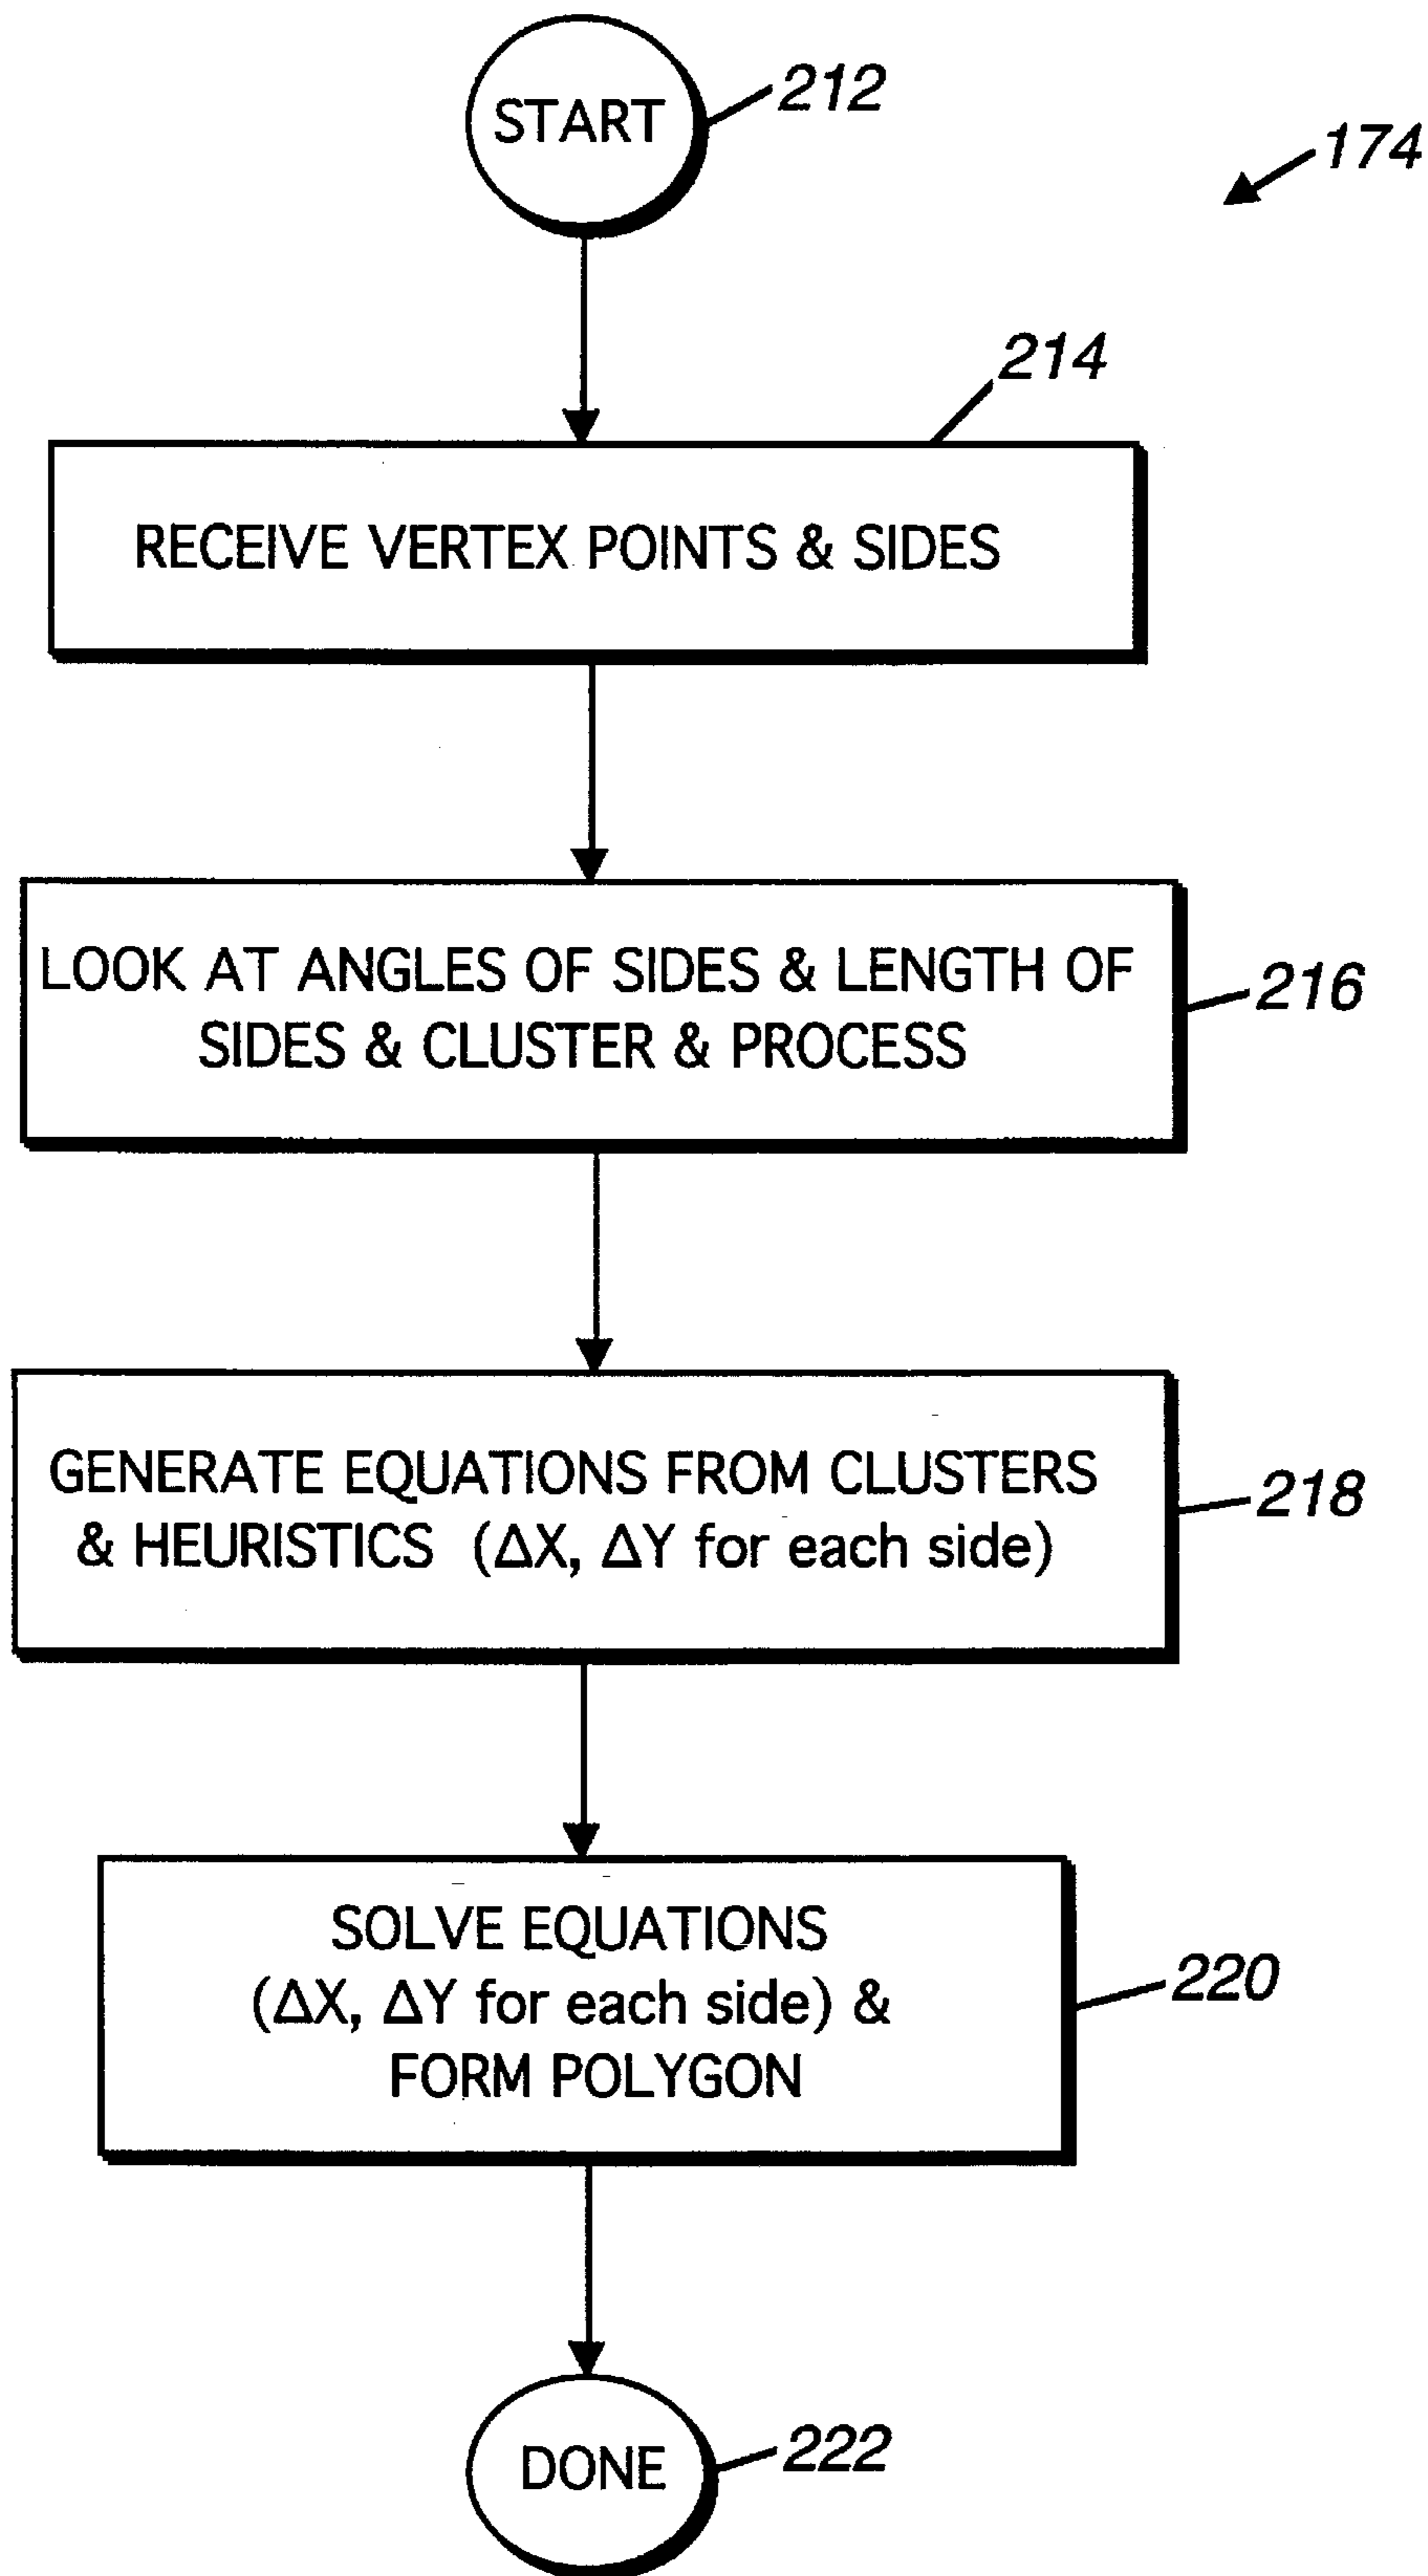 START
212
174
214
RECEIVE VERTEX POINTS & SIDES
LOOK AT ANGLES OF SIDES & LENGTH OF
SIDES & CLUSTER & PROCESS
216
GENERATE EQUATIONS FROM CLUSTERS
& HEURISTICS (ΔX, ΔY for each side)
218
SOLVE EQUATIONS
(ΔX, ΔY for each side) &
FORM POLYGON
220
DONE
222